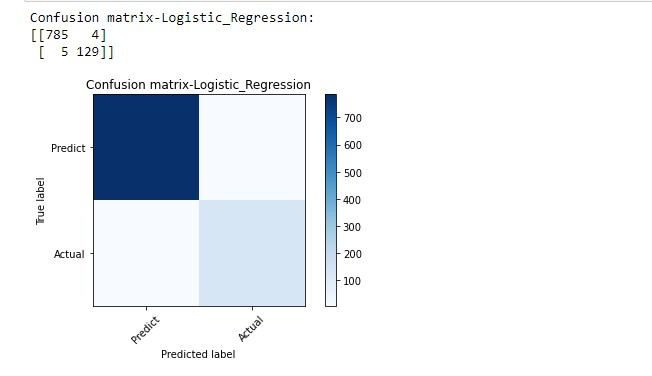 Confusion matrix-Logistic_Regression:
[[785   4]
 [  5 129]]
Confusion matrix-Logistic_Regression
700
600
500
400
300
200
100
Predict
Actual
True label
Predict
Actual
Predicted label